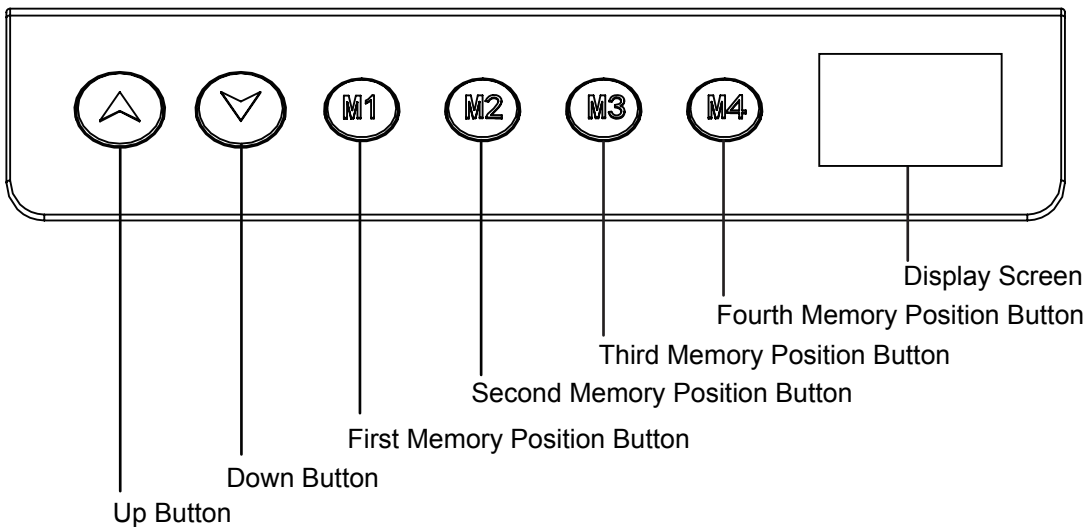 M1 M2 M3 M4
Display Screen
Fourth Memory Position Button
Third Memory Position Button
Second Memory Position Button
First Memory Position Button
Down Button
Up Button